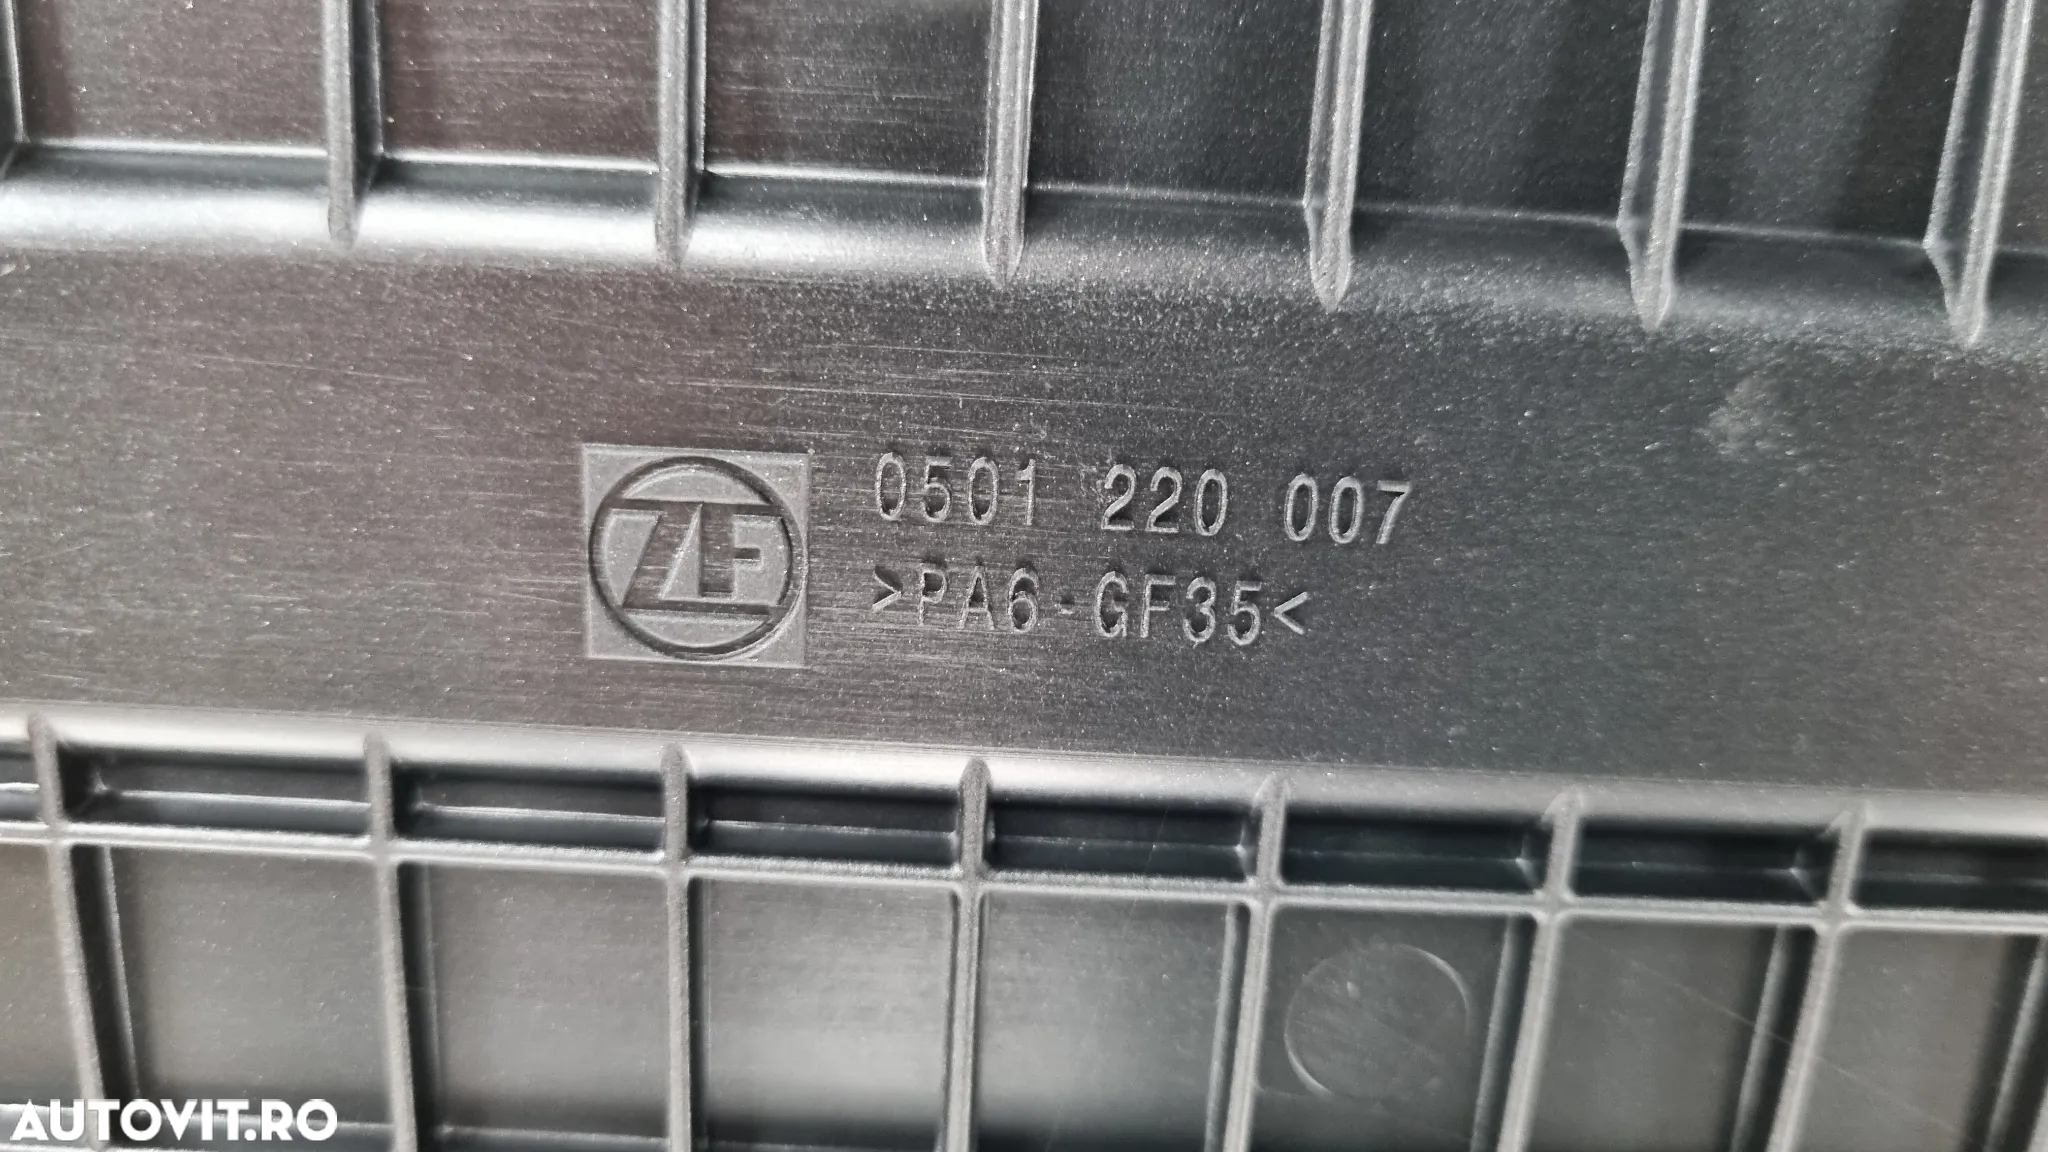 ZF
0501 220 007
>PA6-GF35<
AUTOVIT.RO